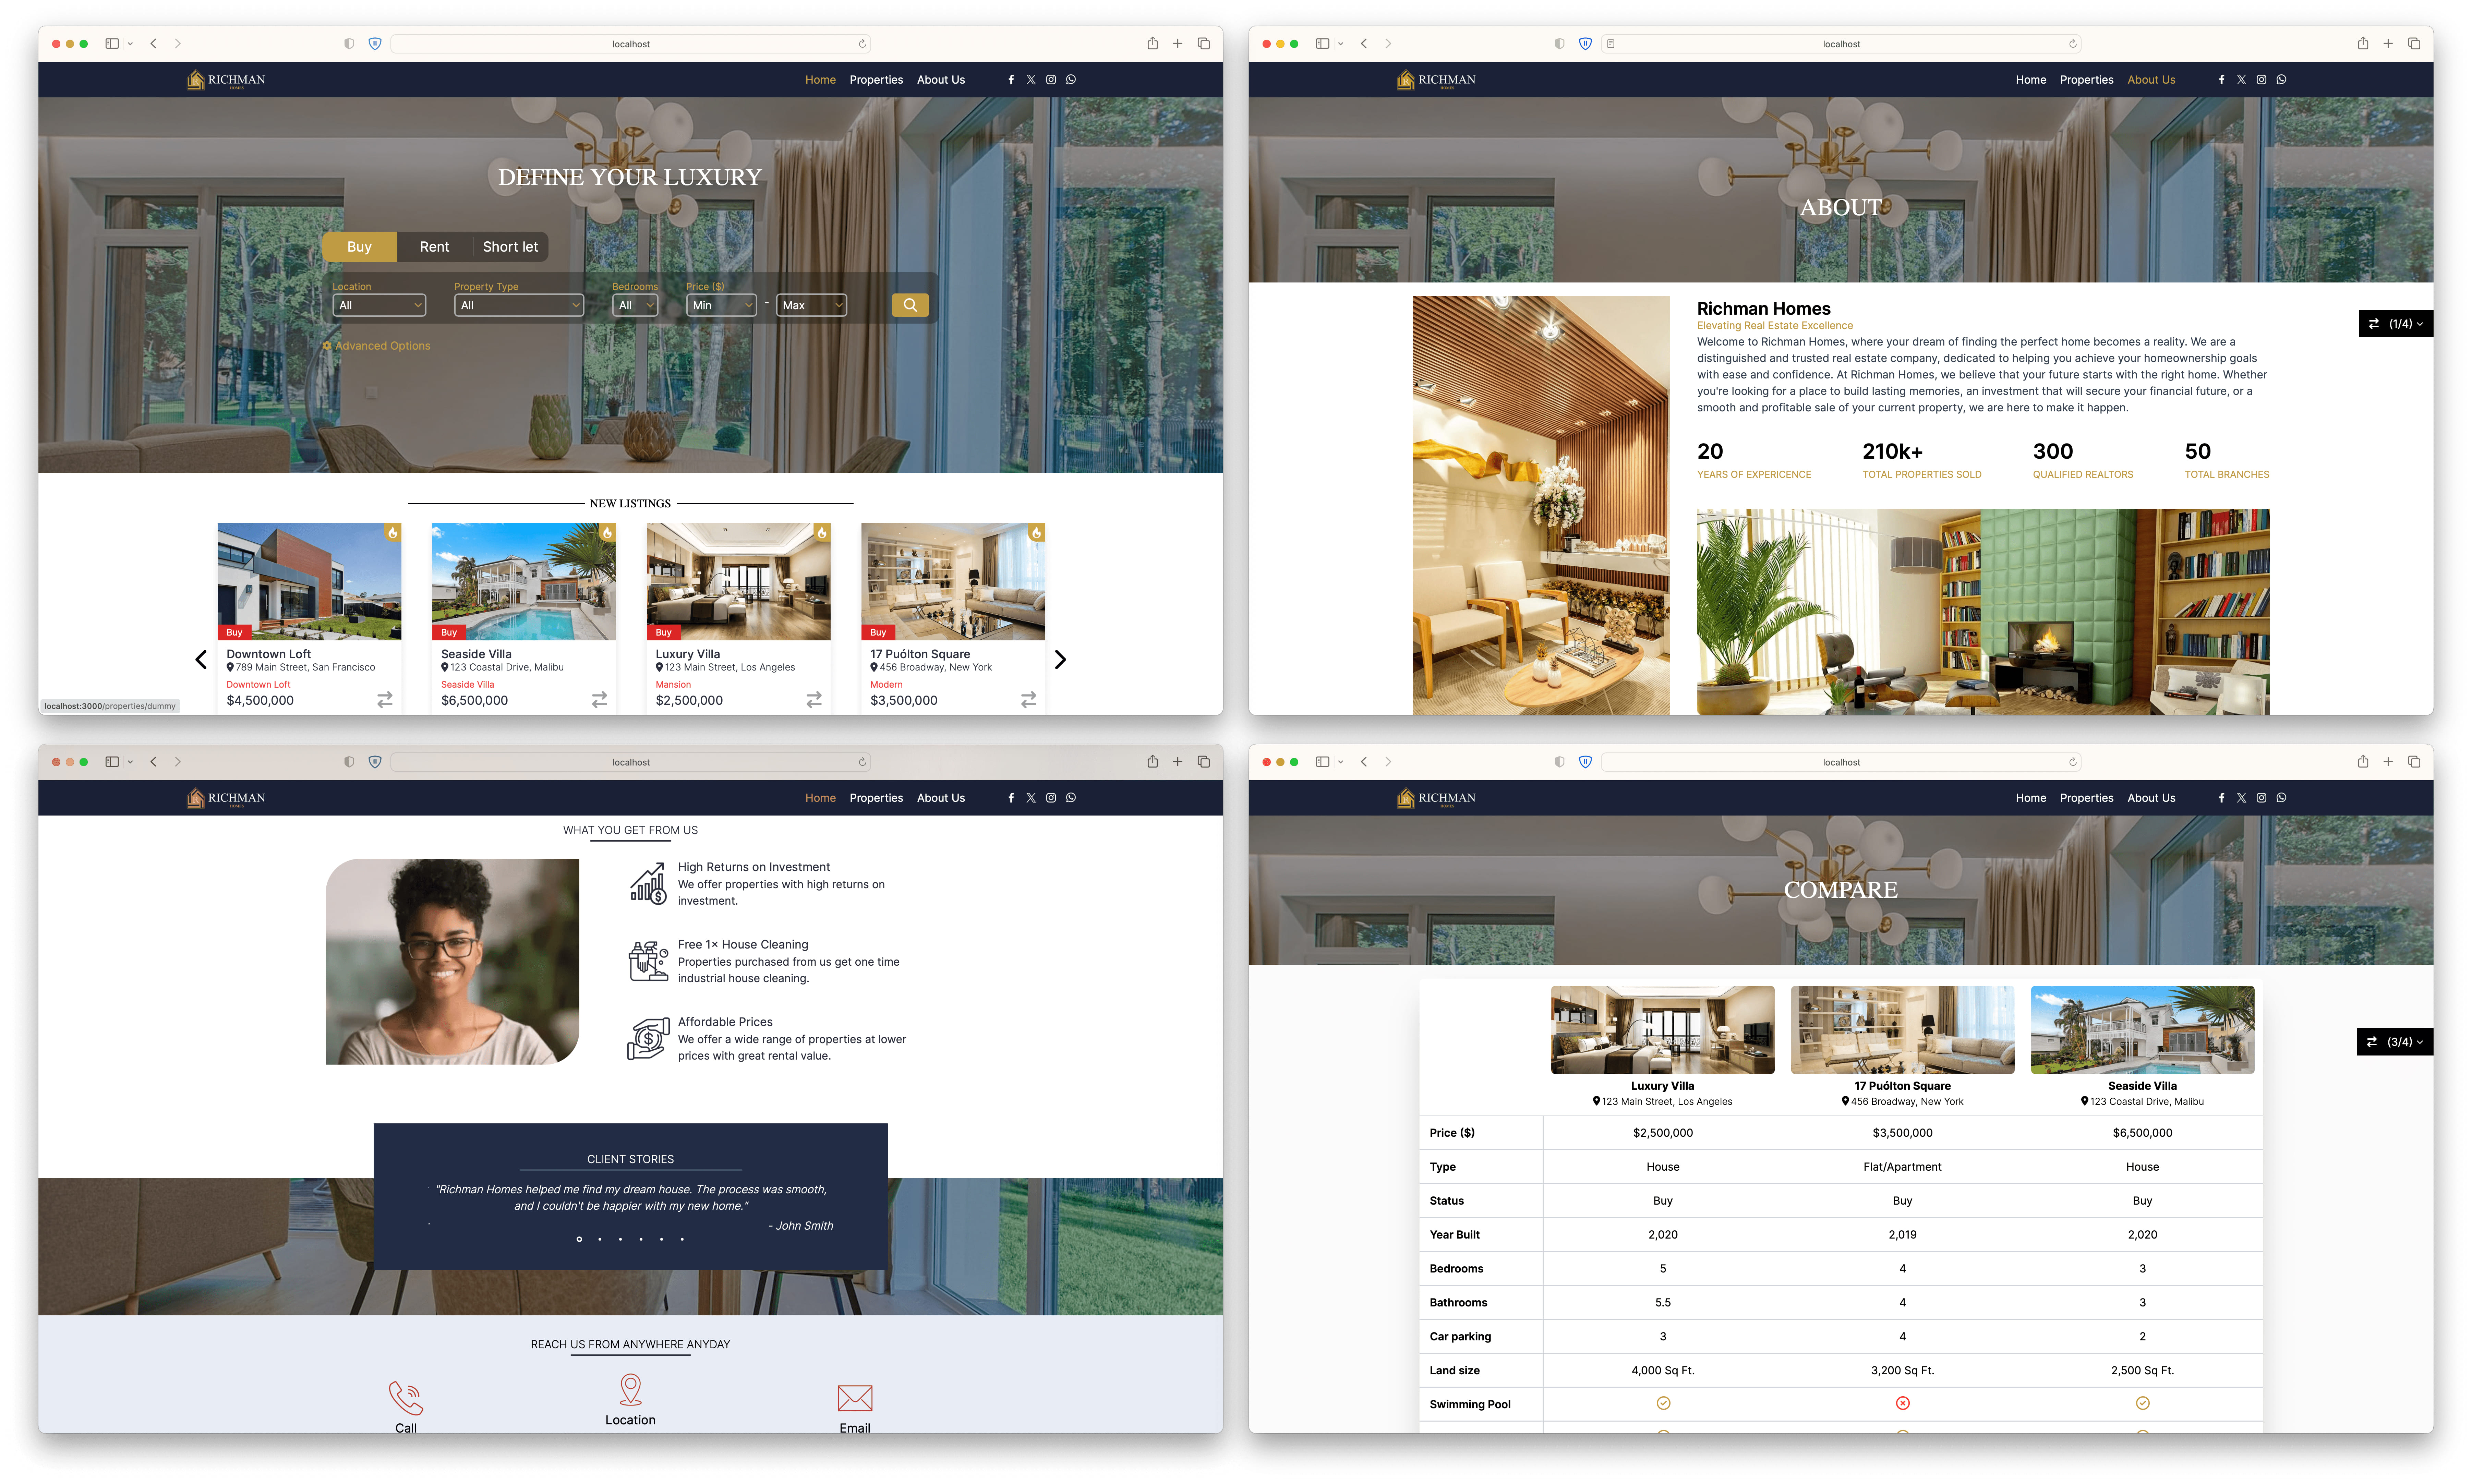 localhost
RICHMAN
HOMES
Home Properties About Us
DEFINE YOUR LUXURY
Buy Rent Short let
Location Property Type Bedrooms Price ($)
All All All Min - Max
Advanced Options
NEW LISTINGS
Buy Buy Buy Buy
Downtown Loft Seaside Villa Luxury Villa 17 Puólton Square
789 Main Street, San Francisco 123 Coastal Drive, Malibu 123 Main Street, Los Angeles 456 Broadway, New York
Downtown Loft Seaside Villa Mansion Modern
$4,500,000 $6,500,000 $2,500,000 $3,500,000
localhost:3000/properties/dummy
localhost
RICHMAN
HOMES
Home Properties About Us
ABOUT
Richman Homes
(1/4)
Elevating Real Estate Excellence
Welcome to Richman Homes, where your dream of finding the perfect home becomes a reality. We are a
distinguished and trusted real estate company, dedicated to helping you achieve your homeownership goals
with ease and confidence. At Richman Homes, we believe that your future starts with the right home. Whether
you're looking for a place to build lasting memories, an investment that will secure your financial future, or a
smooth and profitable sale of your current property, we are here to make it happen.
20 210k+ 300 50
YEARS OF EXPERICENCE TOTAL PROPERTIES SOLD QUALIFIED REALTORS TOTAL BRANCHES
localhost
RICHMAN
HOMES
Home Properties About Us
WHAT YOU GET FROM US
High Returns on Investment
We offer properties with high returns on
investment.
Free 1× House Cleaning
Properties purchased from us get one time
industrial house cleaning.
Affordable Prices
We offer a wide range of properties at lower
prices with great rental value.
CLIENT STORIES
"Richman Homes helped me find my dream house. The process was smooth,
and I couldn't be happier with my new home."
- John Smith
REACH US FROM ANYWHERE ANYDAY
Call Location Email
localhost
RICHMAN
HOMES
Home Properties About Us
COMPARE
(3/4)
Luxury Villa 17 Puólton Square Seaside Villa
123 Main Street, Los Angeles 456 Broadway, New York 123 Coastal Drive, Malibu
Price ($) $2,500,000 $3,500,000 $6,500,000
Type House Flat/Apartment House
Status Buy Buy Buy
Year Built 2,020 2,019 2,020
Bedrooms 5 4 3
Bathrooms 5.5 4 3
Car parking 3 4 2
Land size 4,000 Sq Ft. 3,200 Sq Ft. 2,500 Sq Ft.
Swimming Pool